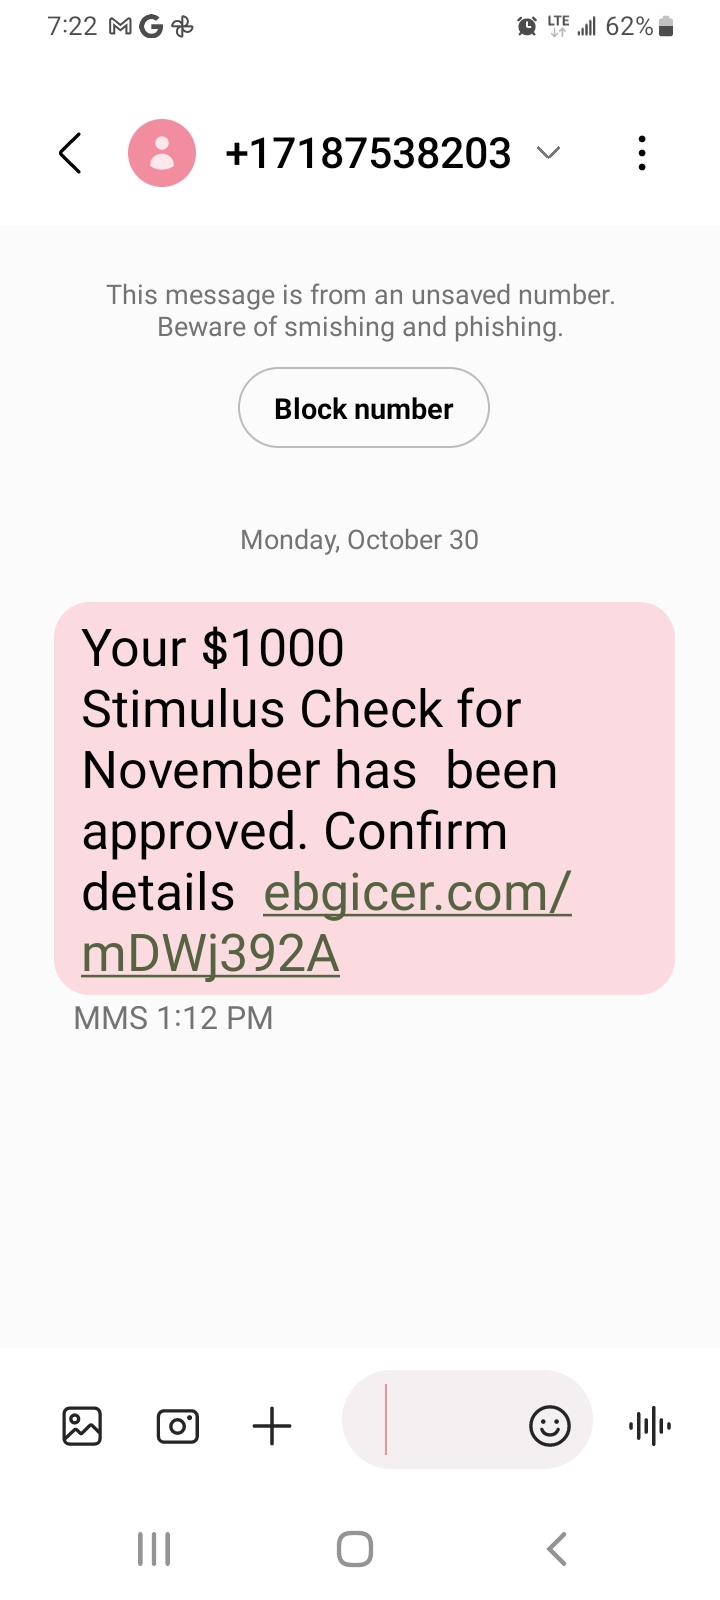 7:22 LTE 62%
+17187538203
This message is from an unsaved number.
Beware of smishing and phishing.
Block number
Monday, October 30
Your $1000
Stimulus Check for
November has  been
approved. Confirm
details  ebgicer.com/
mDWj392A
MMS 1:12 PM